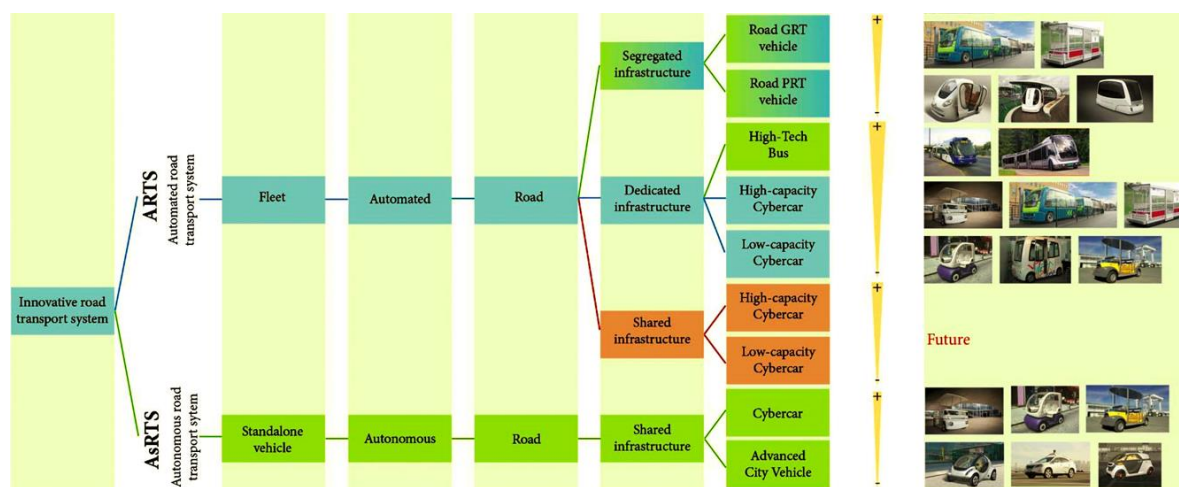 Innovative road
transport system
ARTS
Automated road
transport system
Fleet
Automated
Road
Segregated
infrastructure
Road GRT
vehicle
Road PRT
vehicle
Dedicated
infrastructure
High-Tech
Bus
High-capacity
Cybercar
Low-capacity
Cybercar
Shared
infrastructure
High-capacity
Cybercar
Low-capacity
Cybercar
AsRTS
Autonomous road
transport sytem
Standalone
vehicle
Autonomous
Road
Shared
infrastructure
Cybercar
Advanced
City Vehicle
+
-
+
-
+
-
+
-
Future